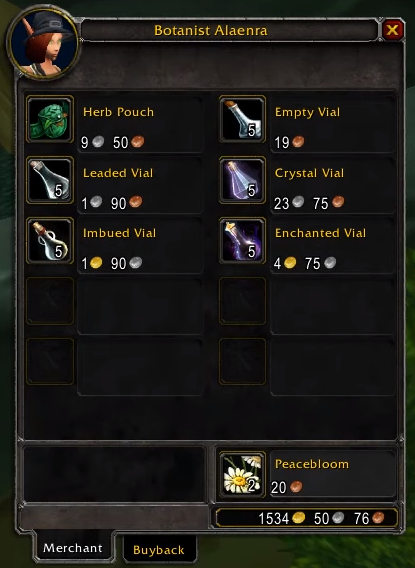 Botanist Alaenra
Herb Pouch
9 50
Empty Vial
5
19
Leaded Vial
5
1 90
Crystal Vial
5
23 75
Imbued Vial
5
1 90
Enchanted Vial
5
4 75
Peacebloom
2
20
1534 50 76
Merchant
Buyback